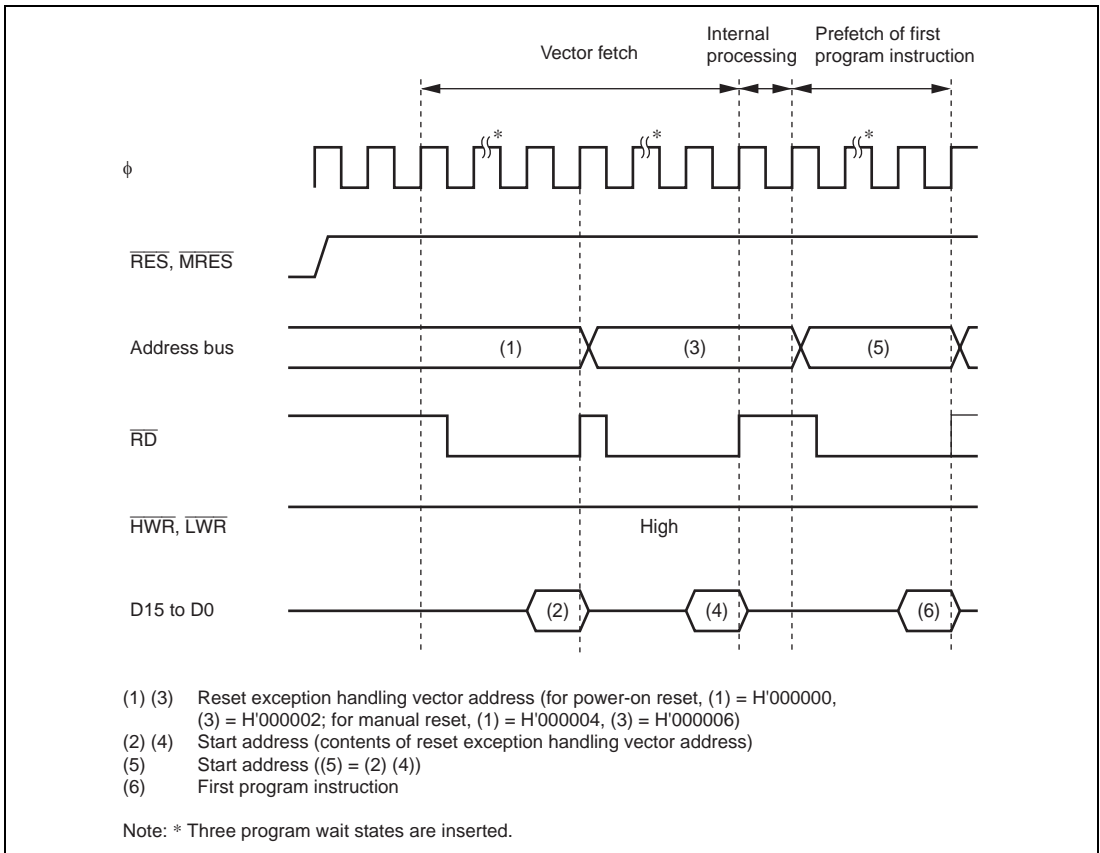 Vector fetch
Internal
processing
Prefetch of first
program instruction
ϕ
* * *
RES, MRES
Address bus
(1) (3) (5)
RD
HWR, LWR
High
D15 to D0
(2) (4) (6)
(1) (3) Reset exception handling vector address (for power-on reset, (1) = H'000000,
(3) = H'000002; for manual reset, (1) = H'000004, (3) = H'000006)
(2) (4) Start address (contents of reset exception handling vector address)
(5) Start address ((5) = (2) (4))
(6) First program instruction
Note: * Three program wait states are inserted.